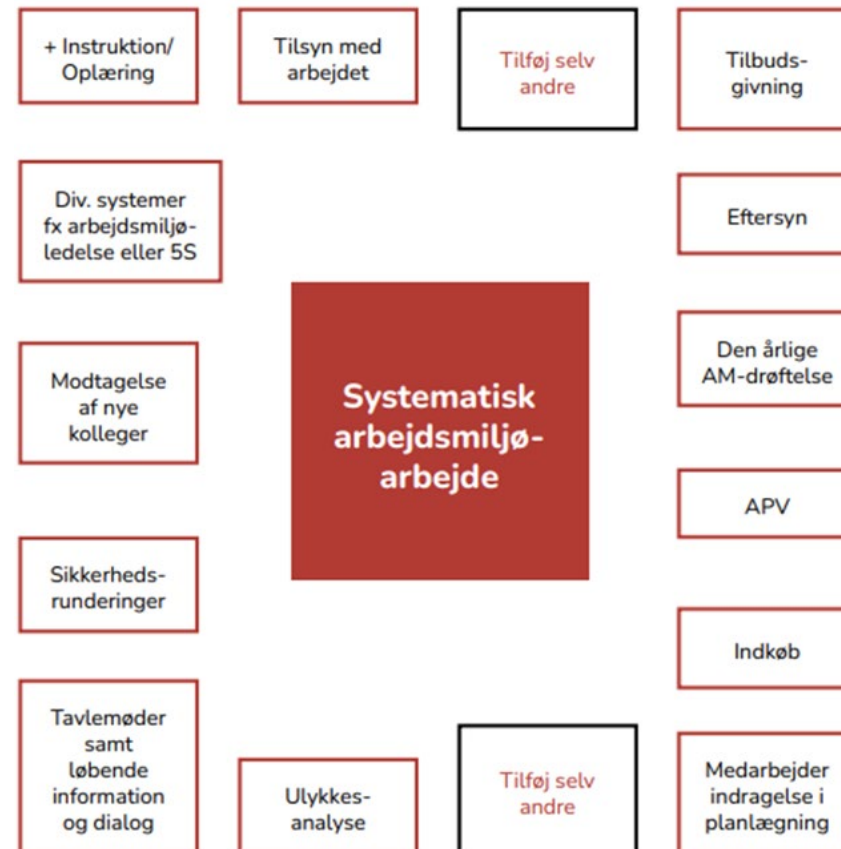 + Instruktion/
Oplæring
Tilsyn med
arbejdet
Tilføj selv
andre
Tilbuds-
givning
Div. systemer
fx arbejdsmiljø-
ledelse eller 5S
Eftersyn
Modtagelse
af nye
kolleger
Systematisk
arbejdsmiljø-
arbejde
Den årlige
AM-drøftelse
APV
Sikkerheds-
runderinger
Indkøb
Tavlemøder
samt
løbende
information
og dialog
Ulykkes-
analyse
Tilføj selv
andre
Medarbejder
indragelse i
planlægning